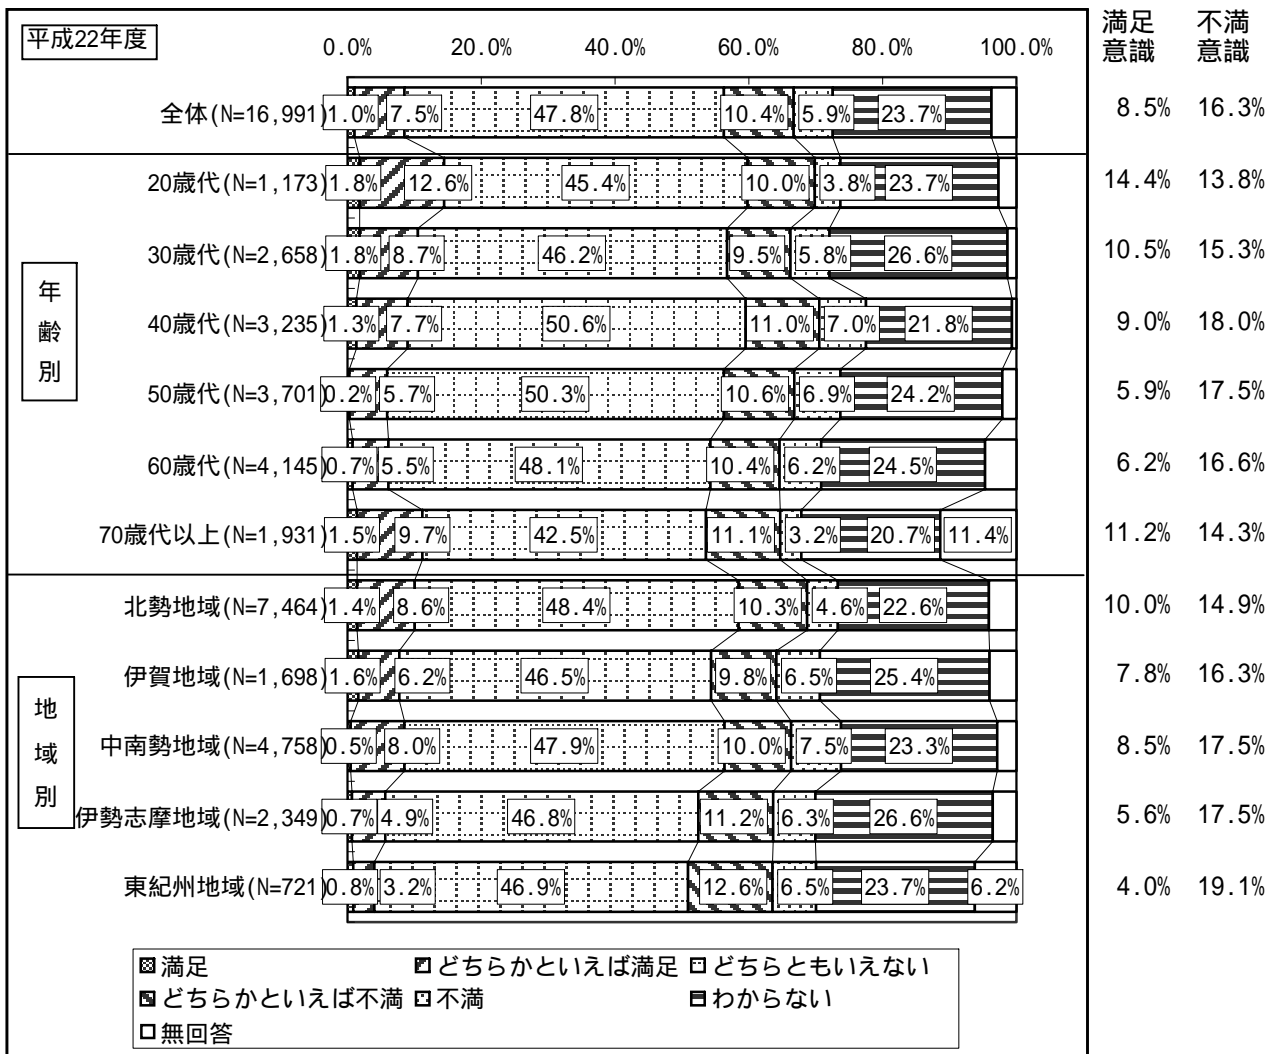 満足 不満
意識 意識
平成22年度
0.0% 20.0% 40.0% 60.0% 80.0% 100.0%
全体(N=16,991) 1.0% 7.5% 47.8% 10.4% 5.9% 23.7% 8.5% 16.3%
年齢別
20歳代(N=1,173) 1.8% 12.6% 45.4% 10.0% 3.8% 23.7% 14.4% 13.8%
30歳代(N=2,658) 1.8% 8.7% 46.2% 9.5% 5.8% 26.6% 10.5% 15.3%
40歳代(N=3,235) 1.3% 7.7% 50.6% 11.0% 7.0% 21.8% 9.0% 18.0%
50歳代(N=3,701) 0.2% 5.7% 50.3% 10.6% 6.9% 24.2% 5.9% 17.5%
60歳代(N=4,145) 0.7% 5.5% 48.1% 10.4% 6.2% 24.5% 6.2% 16.6%
70歳代以上(N=1,931) 1.5% 9.7% 42.5% 11.1% 3.2% 20.7% 11.4% 11.2% 14.3%
地域別
北勢地域(N=7,464) 1.4% 8.6% 48.4% 10.3% 4.6% 22.6% 10.0% 14.9%
伊賀地域(N=1,698) 1.6% 6.2% 46.5% 9.8% 6.5% 25.4% 7.8% 16.3%
中南勢地域(N=4,758) 0.5% 8.0% 47.9% 10.0% 7.5% 23.3% 8.5% 17.5%
伊勢志摩地域(N=2,349) 0.7% 4.9% 46.8% 11.2% 6.3% 26.6% 5.6% 17.5%
東紀州地域(N=721) 0.8% 3.2% 46.9% 12.6% 6.5% 23.7% 6.2% 4.0% 19.1%
満足 どちらかといえば満足 どちらともいえない
どちらかといえば不満 不満 わからない
無回答